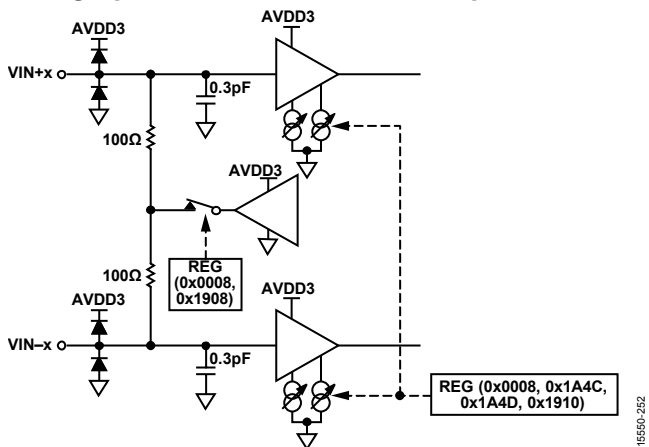 AVDD3
AVDD3
VIN+x
0.3pF
100Ω
AVDD3
REG
(0x0008,
0x1908)
100Ω
AVDD3
AVDD3
VIN–x
0.3pF
REG (0x0008, 0x1A4C,
0x1A4D, 0x1910)
15550-252